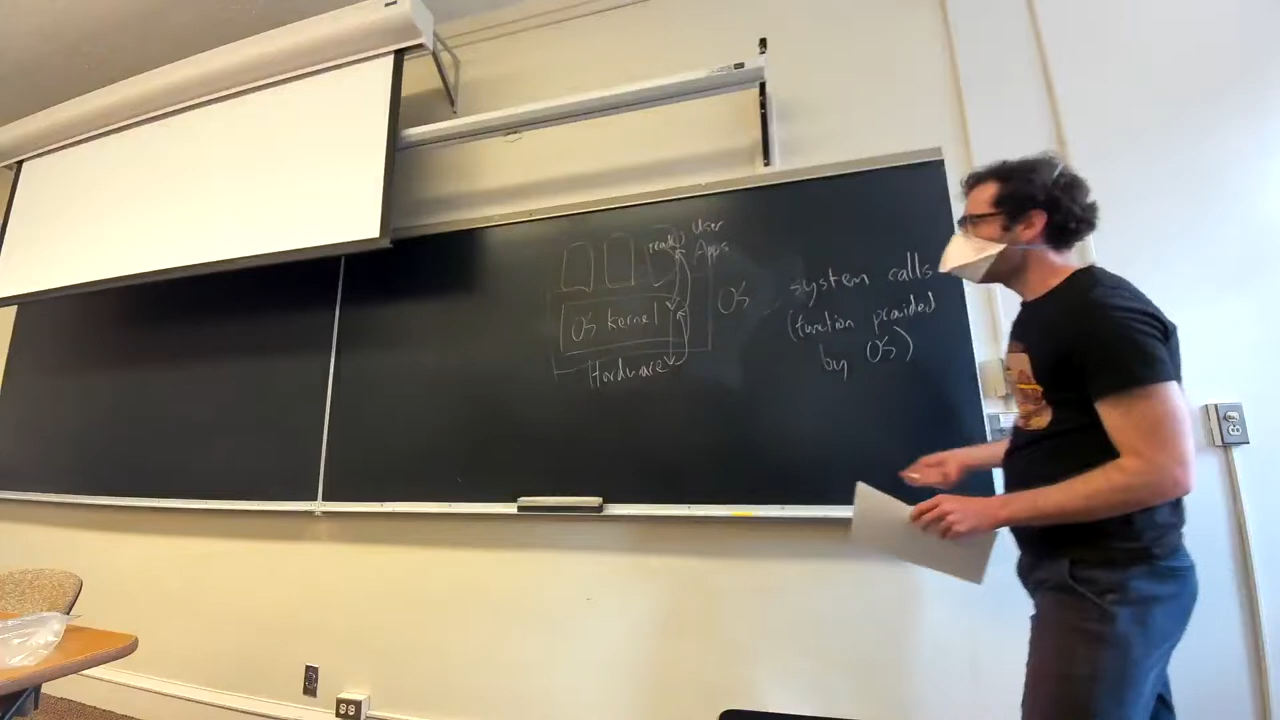 read()
User
Apps
OS kernel
OS
Hardware
system calls
(function provided
by OS)